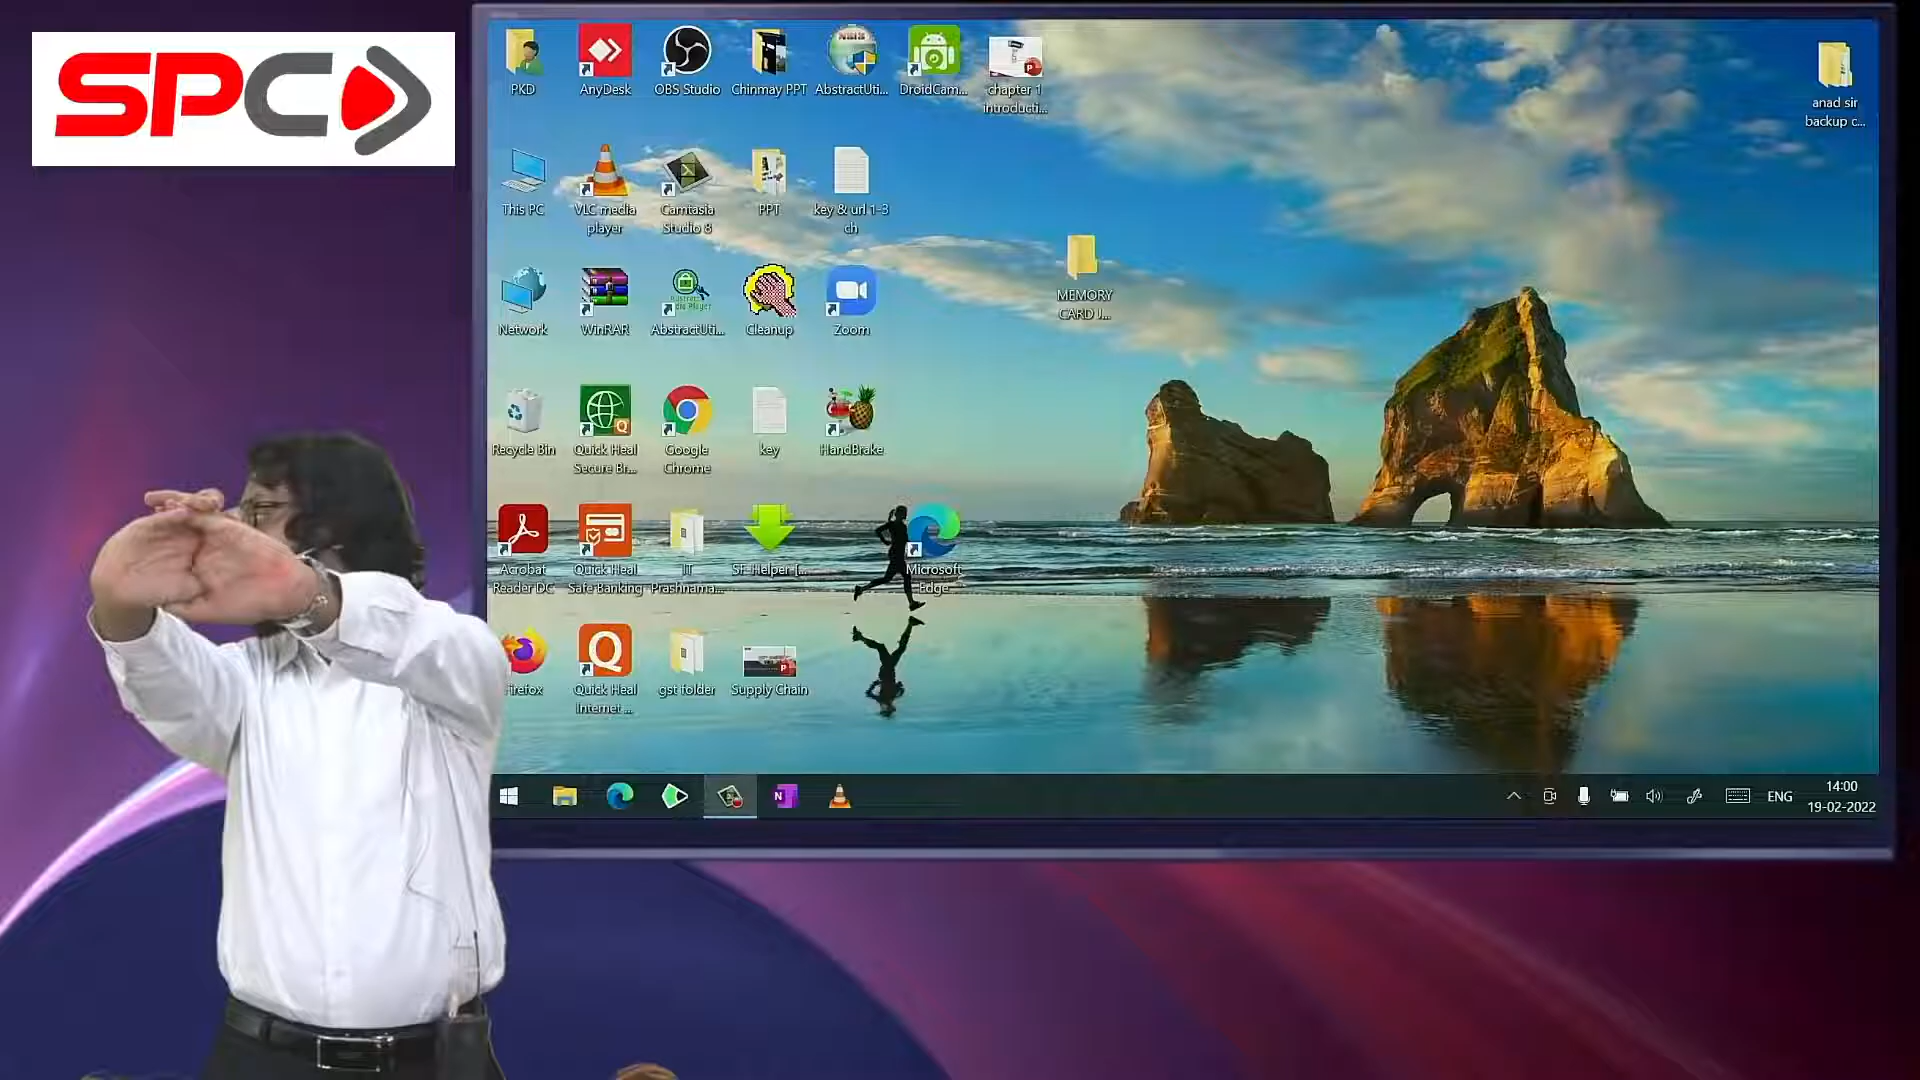 SPC
PKD
AnyDesk
OBS Studio
Chinmay PPT
AbstractUti...
DroidCam...
chapter 1
introducti...
anad sir
backup c...
This PC
VLC media
player
Camtasia
Studio 8
PPT
key & url 1-3
ch
MEMORY
CARD J...
Network
WinRAR
AbstractUti...
Cleanup
Zoom
Recycle Bin
Quick Heal
Secure Br...
Google
Chrome
key
HandBrake
Acrobat
Reader DC
Quick Heal
Safe Banking
IT
Prashnama...
SF Helper [...
Microsoft
Edge
Firefox
Quick Heal
Internet ...
gst folder
Supply Chain
ENG
14:00
19-02-2022